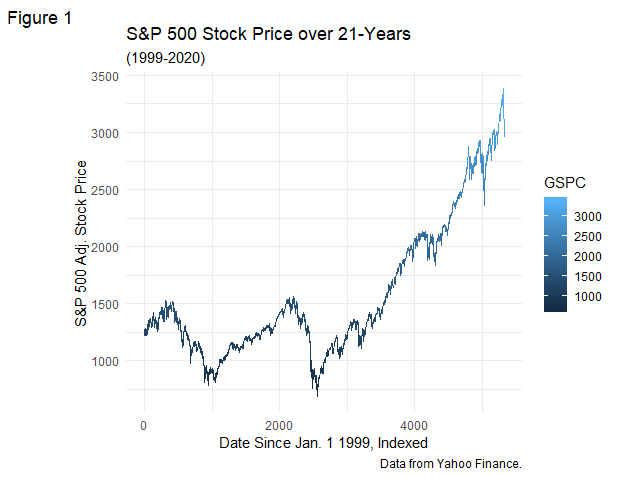 Figure 1
S&P 500 Stock Price over 21-Years
(1999-2020)
S&P 500 Adj. Stock Price
3500
3000
2500
2000
1500
1000
0
2000
4000
Date Since Jan. 1 1999, Indexed
Data from Yahoo Finance.
GSPC
3000
2500
2000
1500
1000